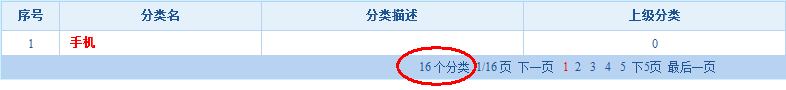 序号 分类名 分类描述 上级分类
1 手机 0
16个分类 1/16页 下一页 1 2 3 4 5 下5页 最后一页